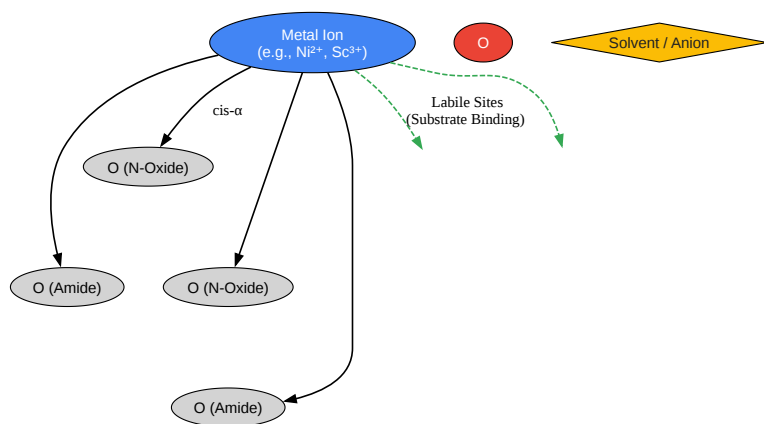 Metal Ion
(e.g., Ni²⁺, Sc³⁺)
O
Solvent / Anion
cis-α
Labile Sites
(Substrate Binding)
O (N-Oxide)
O (Amide)
O (N-Oxide)
O (Amide)